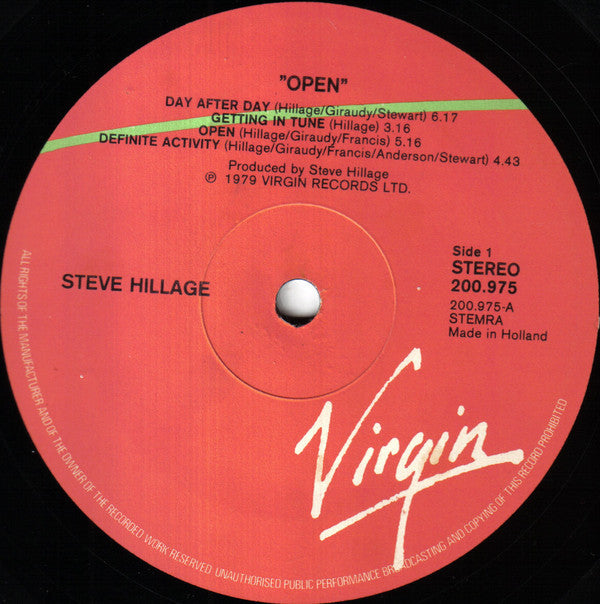 "OPEN"
DAY AFTER DAY (Hillage/Giraudy/Stewart) 6.17
GETTING IN TUNE (Hillage) 3.16
OPEN (Hillage/Giraudy/Francis) 5.16
DEFINITE ACTIVITY (Hillage/Giraudy/Francis/Anderson/Stewart) 4.43
Produced by Steve Hillage
℗ 1979 VIRGIN RECORDS LTD.
STEVE HILLAGE
Side 1
STEREO
200.975
200.975-A
STEMRA
Made in Holland
Virgin
ALL RIGHTS OF THE MANUFACTURER AND OF THE OWNER OF THE RECORDED WORK RESERVED UNAUTHORISED PUBLIC PERFORMANCE BROADCASTING AND COPYING OF THIS RECORD PROHIBITED